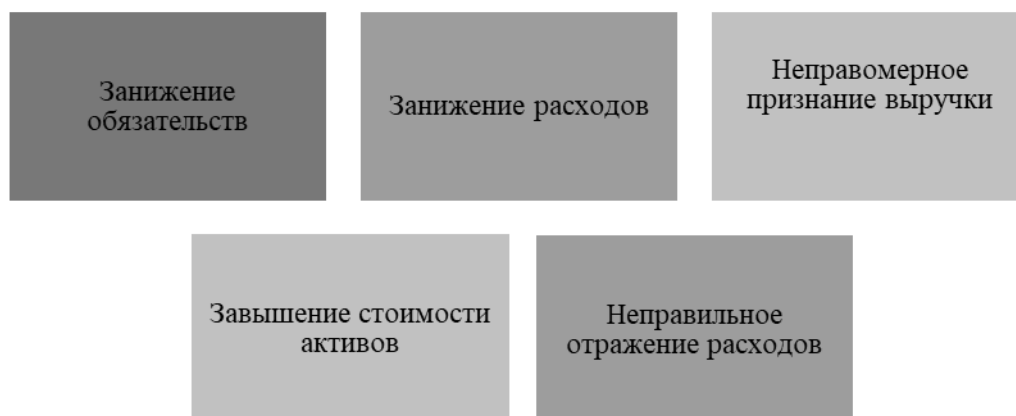 Занижение
обязательств
Занижение расходов
Неправомерное
признание выручки
Завышение стоимости
активов
Неправильное
отражение расходов